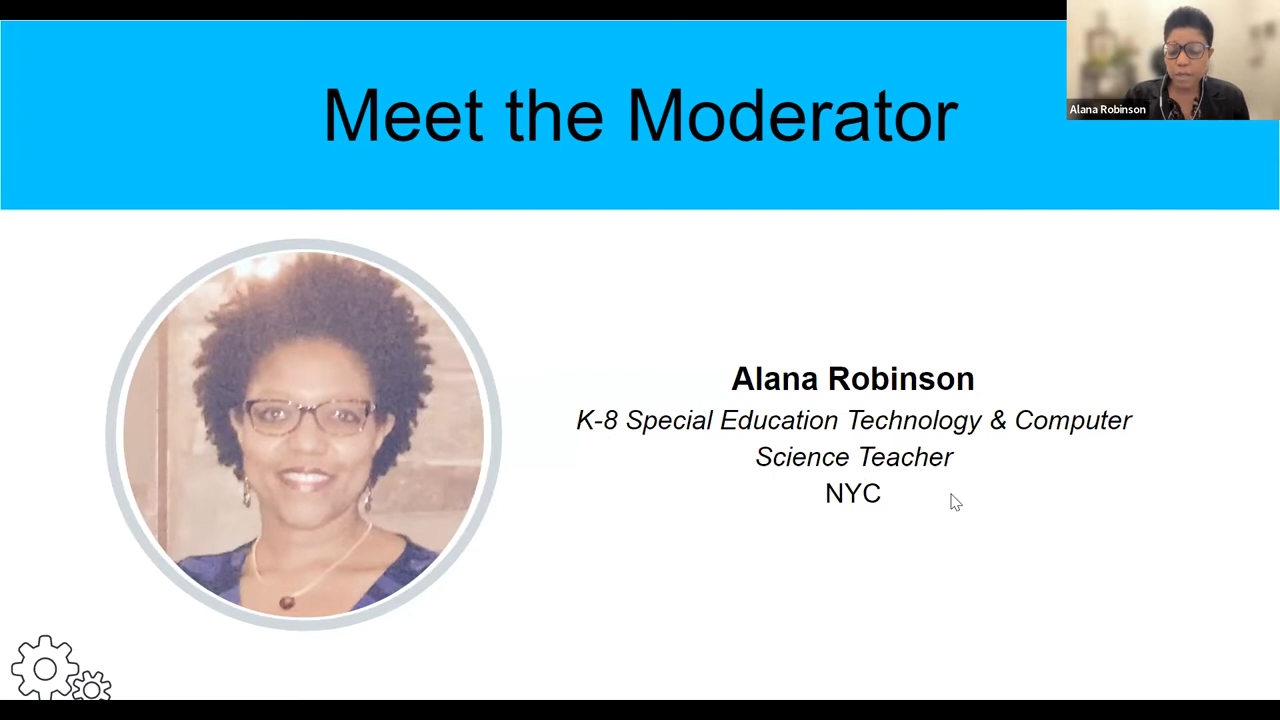 Meet the Moderator
Alana Robinson
Alana Robinson
K-8 Special Education Technology & Computer
Science Teacher
NYC